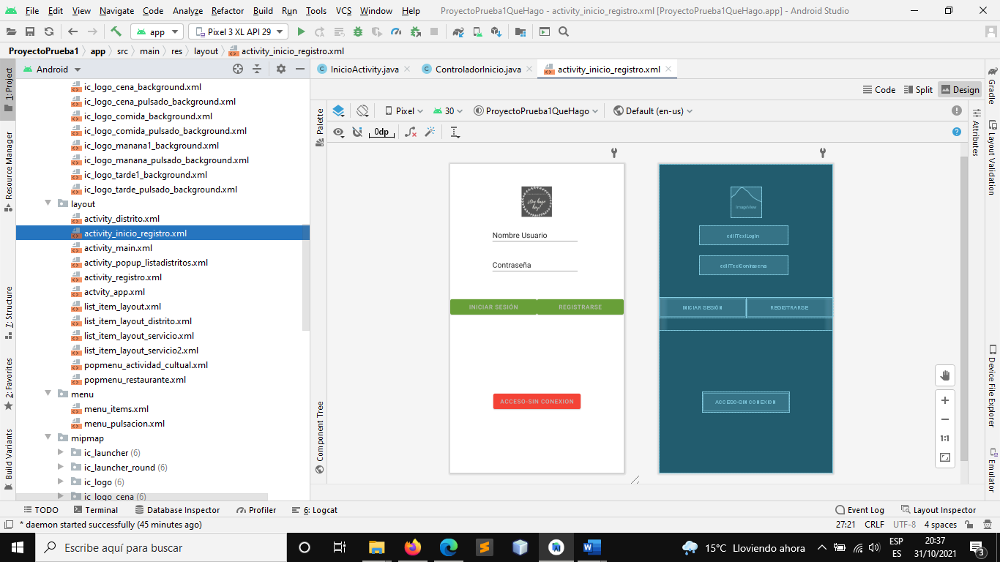 File Edit View Navigate Code Analyze Refactor Build Run Tools VCS Window Help ProyectoPrueba1QueHago - activity_inicio_registro.xml [ProyectoPrueba1QueHago.app] - Android Studio
app Pixel 3 XL API 29
ProyectoPrueba1 app src main res layout activity_inicio_registro.xml
1: Project
Resource Manager
7: Structure
2: Favorites
Build Variants
Android
ic_logo_cena_background.xml
ic_logo_cena_pulsado_background.xml
ic_logo_comida_background.xml
ic_logo_comida_pulsado_background.xml
ic_logo_manana1_background.xml
ic_logo_manana_pulsado_background.xml
ic_logo_tarde1_background.xml
ic_logo_tarde_pulsado_background.xml
layout
activity_distrito.xml
activity_inicio_registro.xml
activity_main.xml
activity_popup_listadistritos.xml
activity_registro.xml
actvity_app.xml
list_item_layout.xml
list_item_layout_distrito.xml
list_item_layout_servicio.xml
list_item_layout_servicio2.xml
popmenu_actividad_cultual.xml
popmenu_restaurante.xml
menu
menu_items.xml
menu_pulsacion.xml
mipmap
ic_launcher (6)
ic_launcher_round (6)
ic_logo (6)
ic_logo_cena (6)
InicioActivity.java ControladorInicio.java activity_inicio_registro.xml
Code Split Design
Palette
Component Tree
Pixel 30 ProyectoPrueba1QueHago Default (en-us)
0dp
¿Que hago
hoy!
Nombre Usuario
Contraseña
INICIAR SESIÓN REGISTRARSE
ACCESO-SIN CONEXION
ImageView
editTextLogin
editTextContrasena
INICIAR SESIÓN REGISTRARSE
ACCESO-SIN CONEXION
1:1
Attributes
Gradle
Layout Validation
Device File Explorer
Emulator
TODO Terminal Database Inspector Profiler 6: Logcat Event Log Layout Inspector
* daemon started successfully (45 minutes ago) 27:21 CRLF UTF-8 4 spaces
Escribe aquí para buscar
W
15°C Lloviendo ahora
ESP
ES
20:37
31/10/2021
3